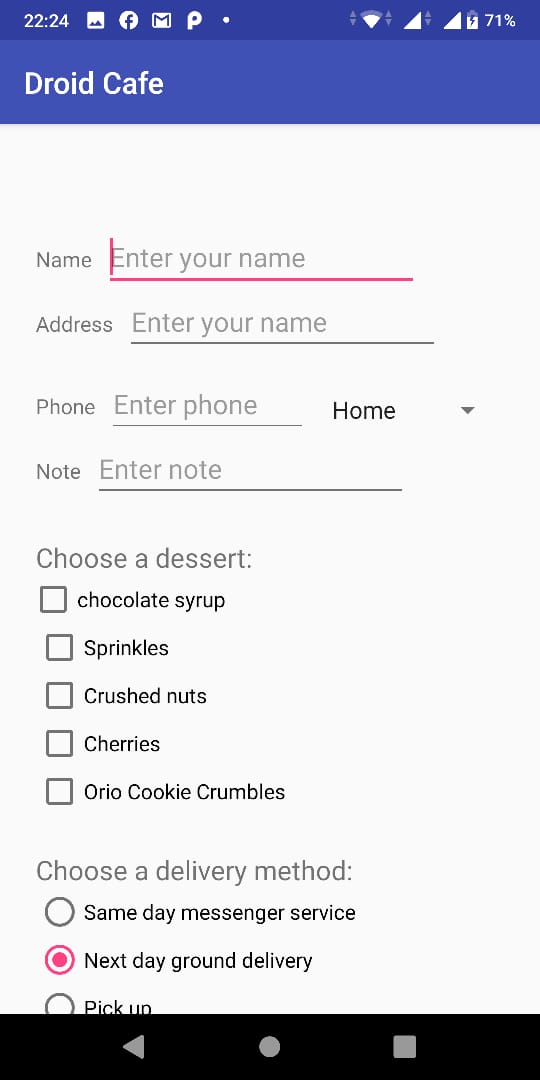 22:24 71%
Droid Cafe
Name Enter your name
Address Enter your name
Phone Enter phone Home
Note Enter note
Choose a dessert:
chocolate syrup
Sprinkles
Crushed nuts
Cherries
Orio Cookie Crumbles
Choose a delivery method:
Same day messenger service
Next day ground delivery
Pick up